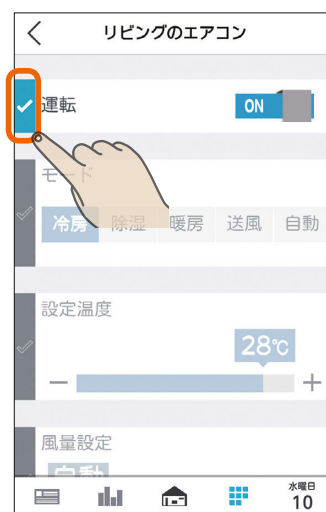 リビングのエアコン
運転
ON
モード
冷房 除湿 暖房 送風 自動
設定温度
28℃
風量設定
自動
水曜日
10